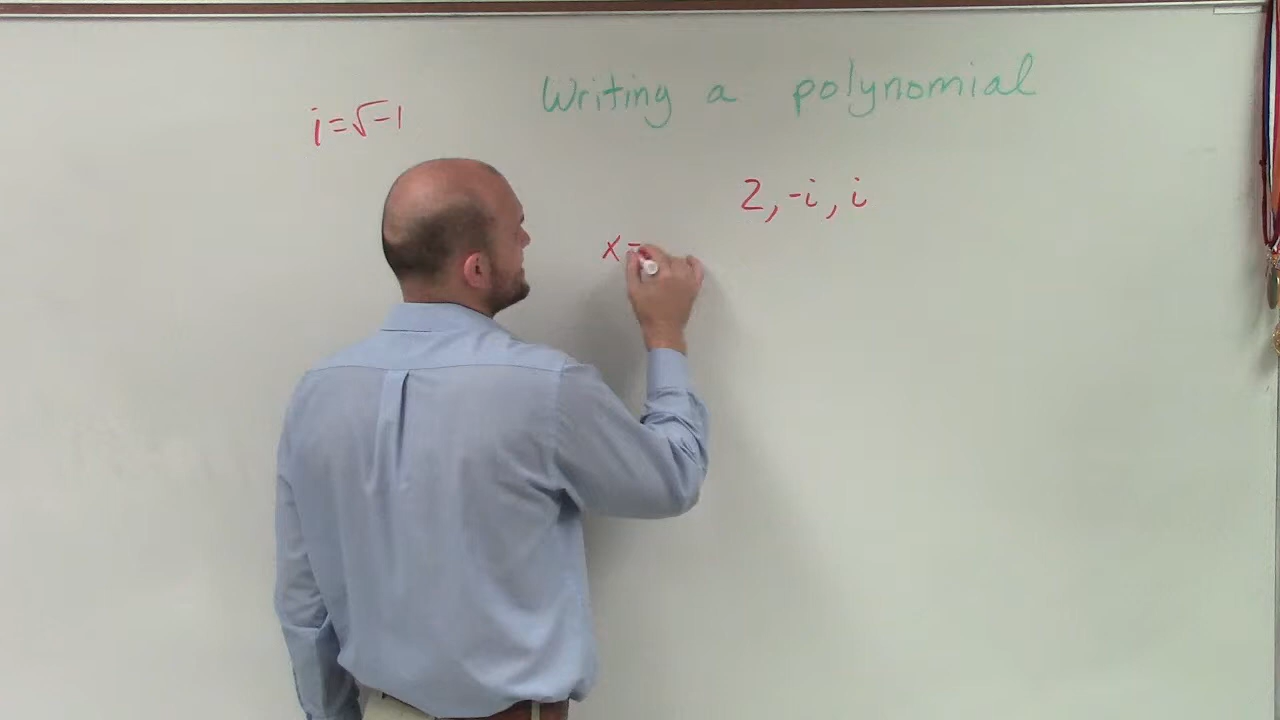 Writing a polynomial
i=√-1
2, -i, i
x=